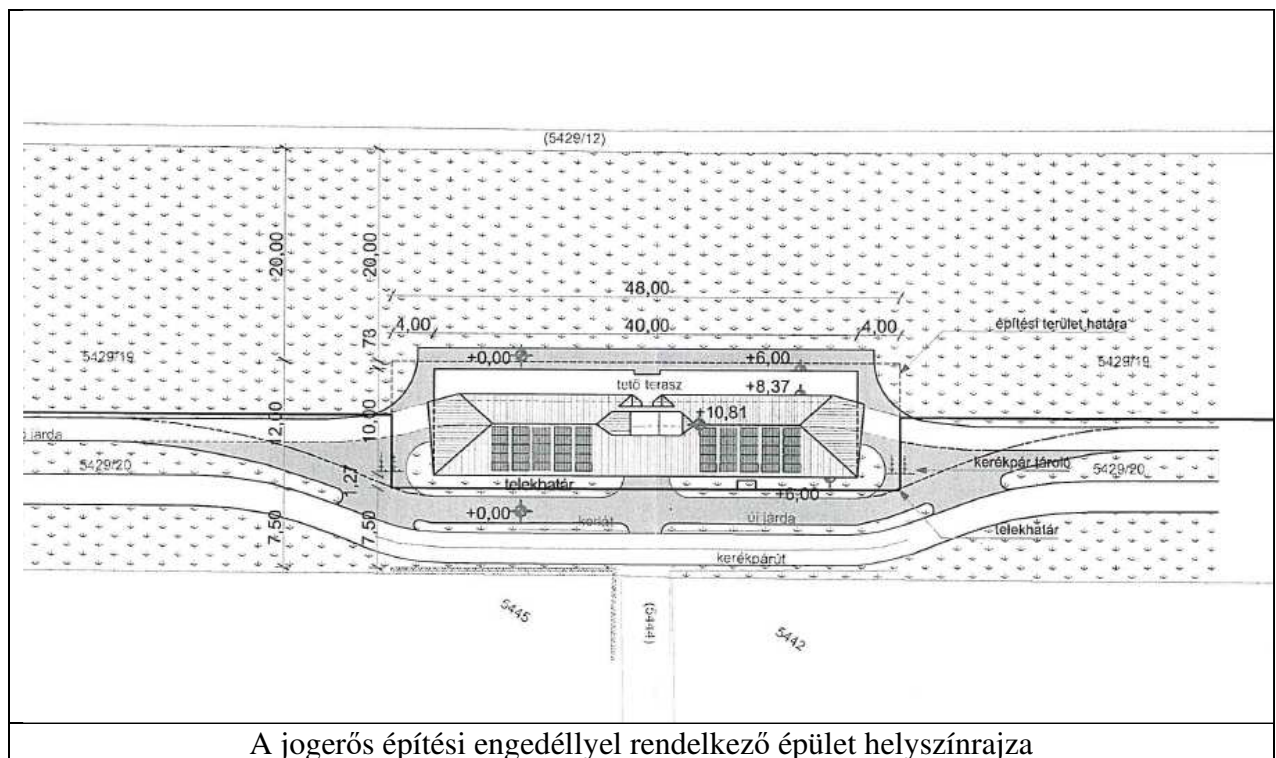 (5429/12)
20,00
20,00
48,00
4,00
40,00
4,00
építési terület határa
73
5429/19
5429/19
+0,00
+6,00
tető terasz
+8,37
+10,81
12,00
10,00
járda
5429/20
kerékpár tároló
5429/20
1,27
telekhatár
+6,00
+0,00
korlát
új járda
telekhatár
7,50
7,50
kerékpárút
5445
(5444)
5442
A jogerős építési engedéllyel rendelkező épület helyszínrajza